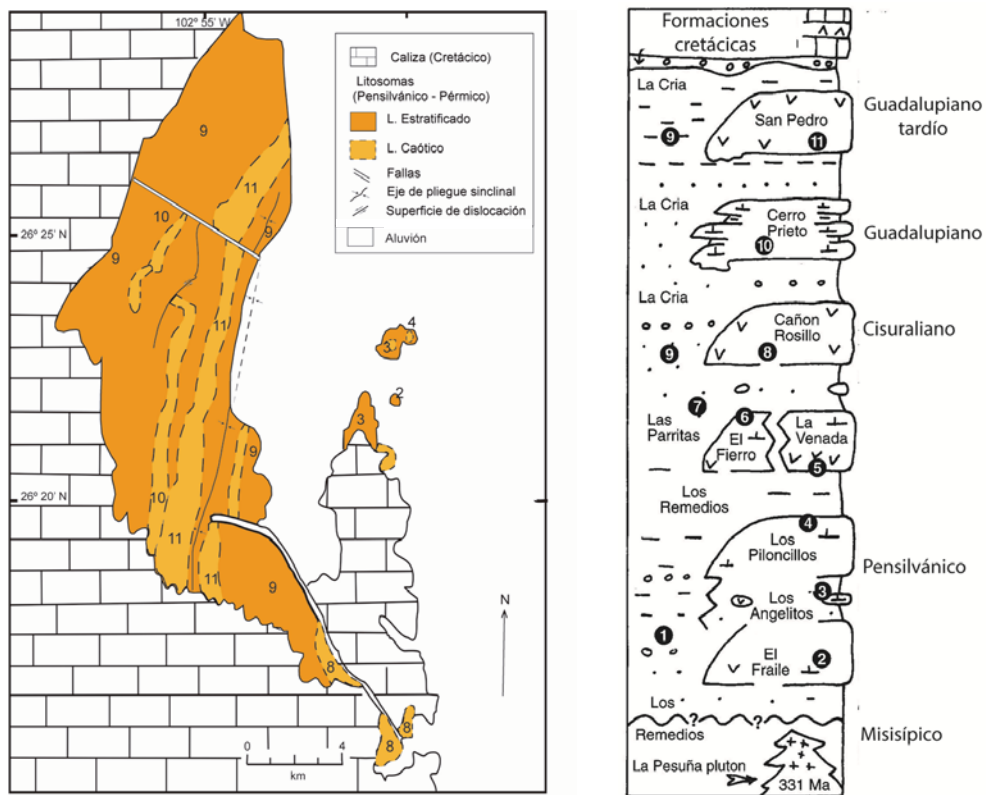 102º 55' W
Caliza (Cretácico)
Litosomas
(Pensilvánico - Pérmico)
L. Estratificado
L. Caótico
Fallas
Eje de pliegue sinclinal
Superficie de dislocación
Aluvión
9
11
10
9
26º 25' N
9
11
4
3
2
3
9
26º 20' N
10
11
11
9
N
8
8
8
0 4
km
Formaciones
cretácicas
La Cria
San Pedro
Guadalupiano
tardío
9
11
La Cria
Cerro
Prieto
Guadalupiano
10
La Cria
Cañon
Rosillo
Cisuraliano
9
8
7
6
Las
Parritas
El
Fierro
La
Venada
5
Los
Remedios
4
Los
Piloncillos
Pensilvánico
3
Los
Angelitos
1
El
Fraile
2
Los
?
?
Remedios
Misisípico
La Pesuña pluton
331 Ma